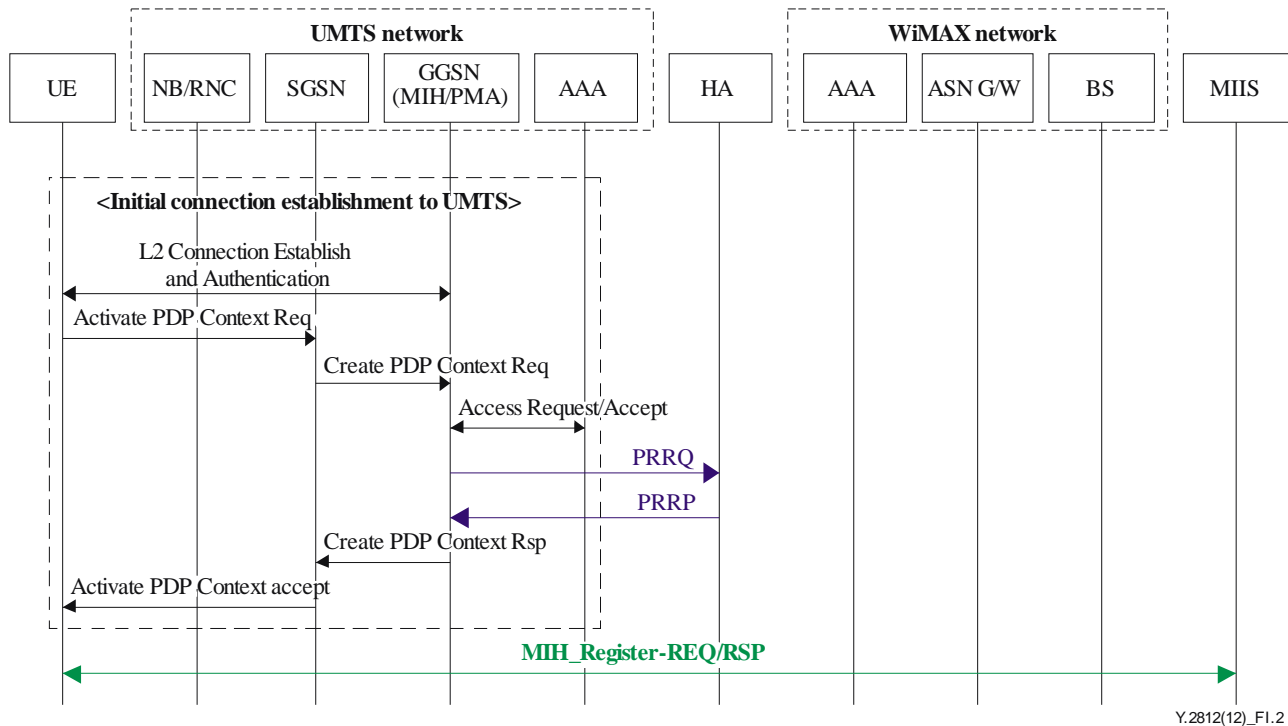 UMTS network
WiMAX network
UE
NB/RNC
SGSN
GGSN
(MIH/PMA)
AAA
HA
AAA
ASN G/W
BS
MIIS
<Initial connection establishment to UMTS>
L2 Connection Establish
and Authentication
Activate PDP Context Req
Create PDP Context Req
Access Request/Accept
PRRQ
PRRP
Create PDP Context Rsp
Activate PDP Context accept
MIH_Register-REQ/RSP
Y.2812(12)_FI.2